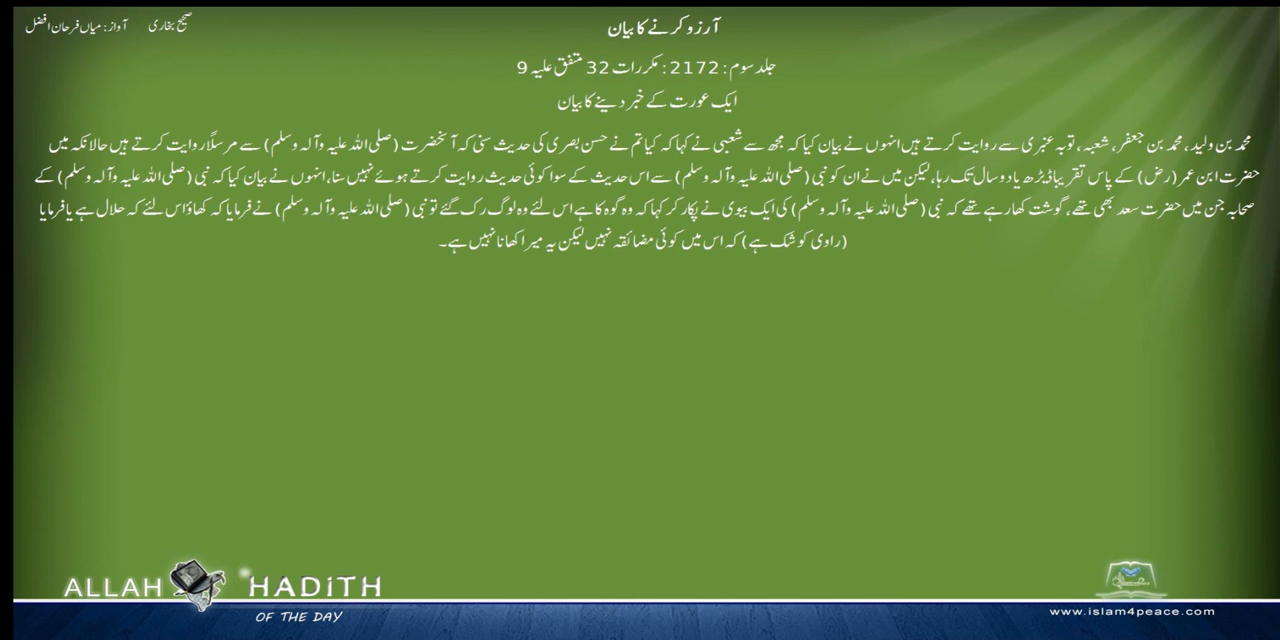 صحیح بخاری
آواز: میاں فرحان افضل
آرزو کرنے کا بیان
جلد سوم: 2172: مکررات 32 متفق علیہ 9
ایک عورت کے خبر دینے کا بیان
محمد بن ولید، محمد بن جعفر، شعبہ، توبہ عنبری سے روایت کرتے ہیں انہوں نے بیان کیا کہ مجھ سے شعبی نے کہا کہ کیا تم نے حسن بصری کی حدیث سنی کہ آنحضرت (صلی اللہ علیہ وآلہ وسلم) سے مرسلاً روایت کرتے ہیں حالانکہ میں
حضرت ابن عمر (رض) کے پاس تقریبا ڈیڑھ یا دو سال تک رہا، لیکن میں نے ان کو نبی (صلی اللہ علیہ وآلہ وسلم) سے اس حدیث کے سوا کوئی حدیث روایت کرتے ہوئے نہیں سنا، انہوں نے بیان کیا کہ نبی (صلی اللہ علیہ وآلہ وسلم) کے
صحابہ جن میں حضرت سعد بھی تھے، گوشت کھا رہے تھے کہ نبی (صلی اللہ علیہ وآلہ وسلم) کی ایک بیوی نے پکار کر کہا کہ وہ گوہ کا ہے اس لئے وہ لوگ رک گئے تو نبی (صلی اللہ علیہ وآلہ وسلم) نے فرمایا کہ کھاؤ اس لئے کہ حلال ہے یا فرمایا
(راوی کو شک ہے) کہ اس میں کوئی مضائقہ نہیں لیکن یہ میرا کھانا نہیں ہے۔
ALLAH HADITH
OF THE DAY
www.islam4peace.com